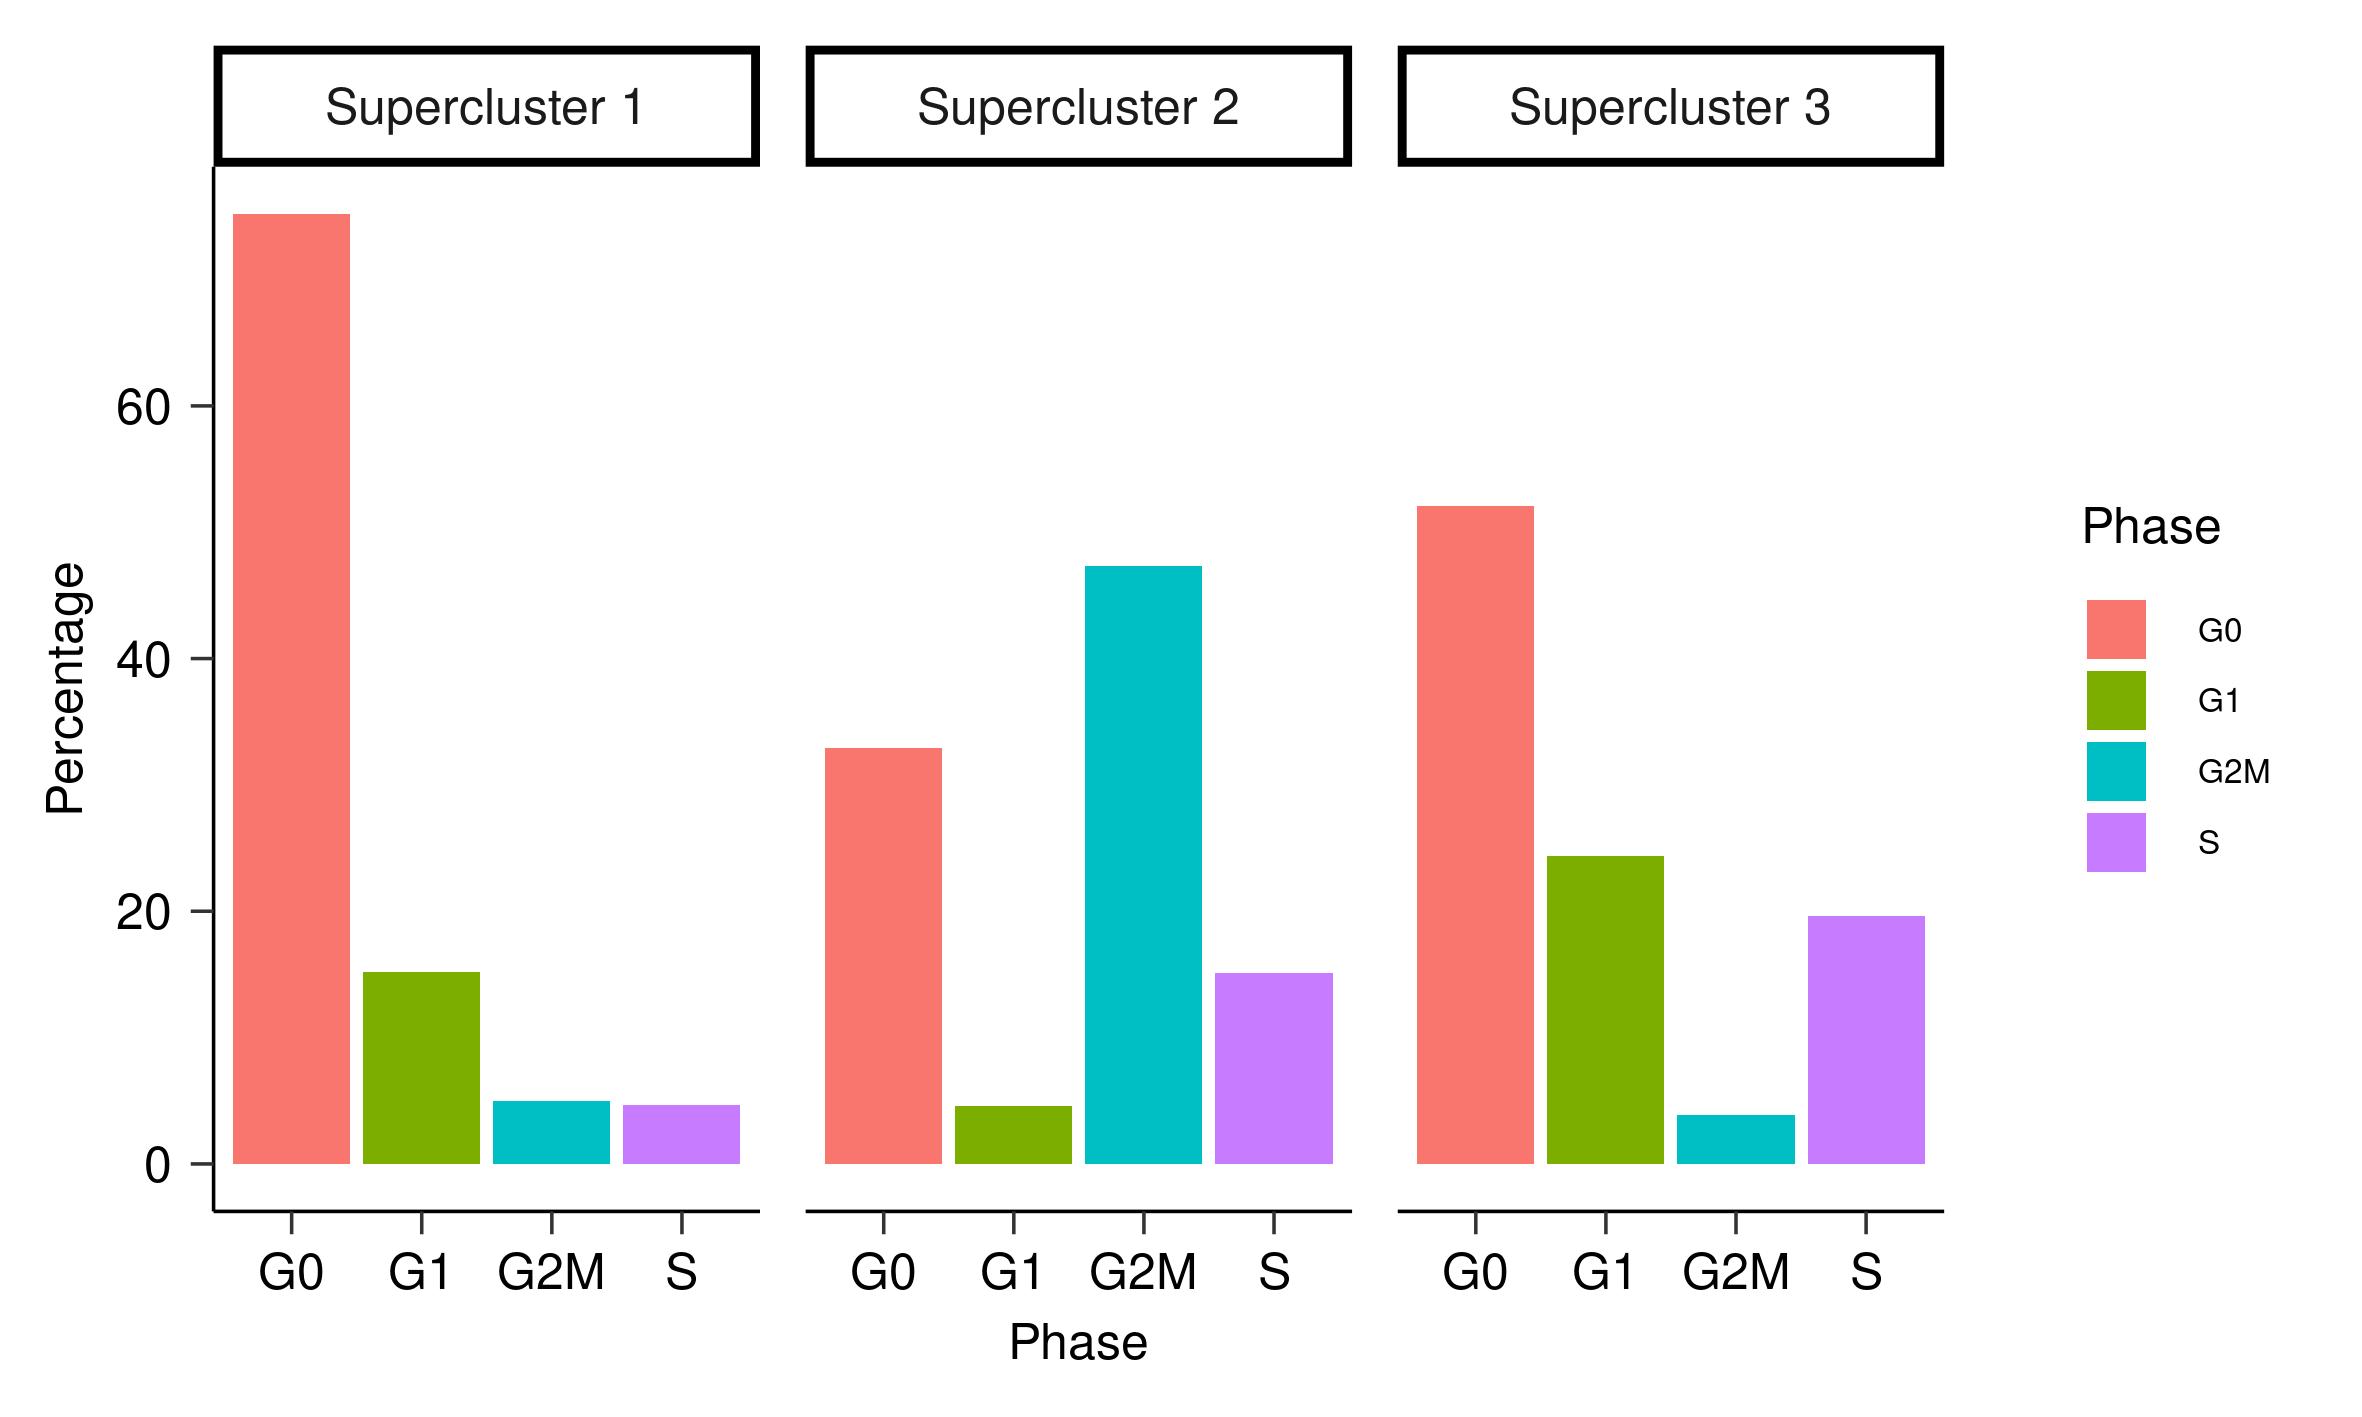 Supercluster 1
Supercluster 2
Supercluster 3
Percentage
60
40
20
0
G0 G1 G2M S
G0 G1 G2M S
G0 G1 G2M S
Phase
Phase
G0
G1
G2M
S